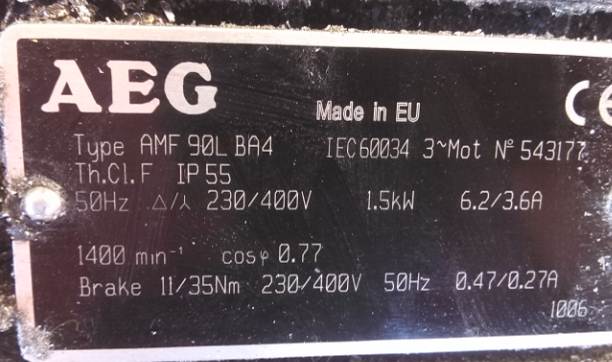 AEG
Made in EU
CE
Type AMF 90L BA4 IEC60034 3~Mot Nº 543177
Th.Cl.F IP55
50Hz △/⅄ 230/400V 1.5kW 6.2/3.6A
1400 min⁻¹ cosφ 0.77
Brake 11/35Nm 230/400V 50Hz 0.47/0.27A
1006